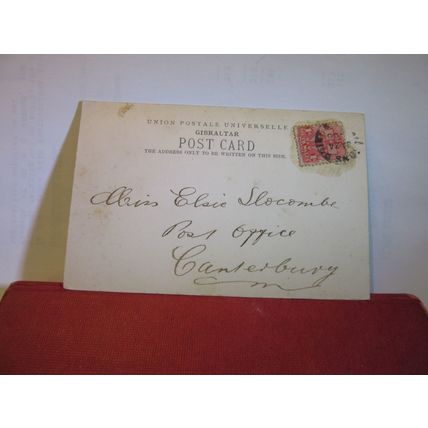 UNION POSTALE UNIVERSELLE
GIBRALTAR
POST CARD
THE ADDRESS ONLY TO BE WRITTEN ON THIS SIDE.
Miss Elsie Slocombe
Post Office
Canterbury